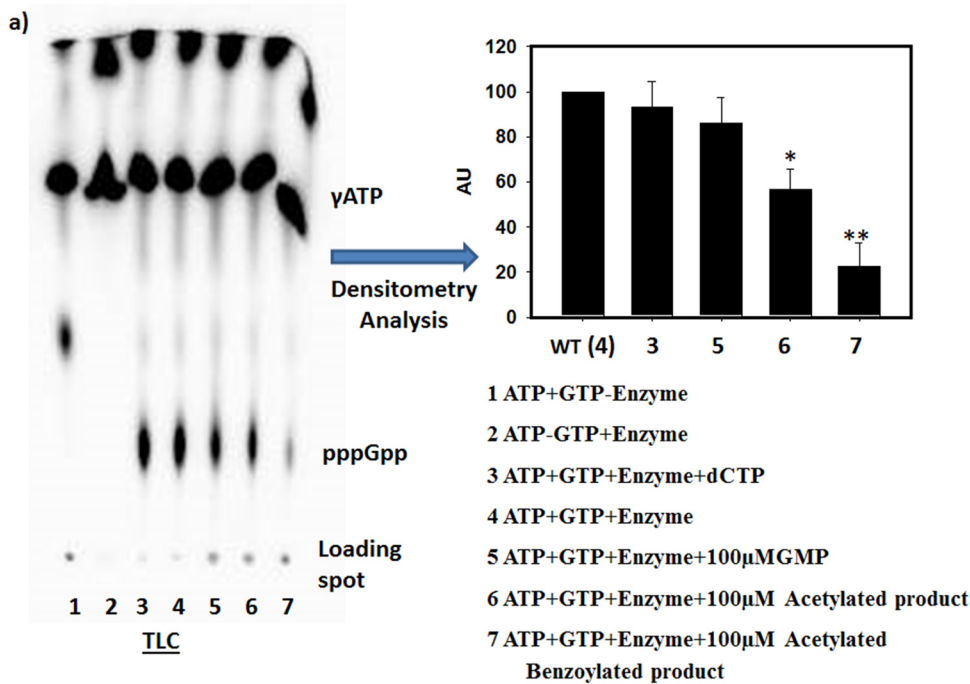 a)
γATP
pppGpp
Loading
spot
1 2 3 4 5 6 7
TLC
Densitometry
Analysis
AU
120
100
80
60
40
20
0
*
**
WT (4) 3 5 6 7
1 ATP+GTP-Enzyme
2 ATP-GTP+Enzyme
3 ATP+GTP+Enzyme+dCTP
4 ATP+GTP+Enzyme
5 ATP+GTP+Enzyme+100μMGMP
6 ATP+GTP+Enzyme+100μM Acetylated product
7 ATP+GTP+Enzyme+100μM Acetylated
Benzoylated product